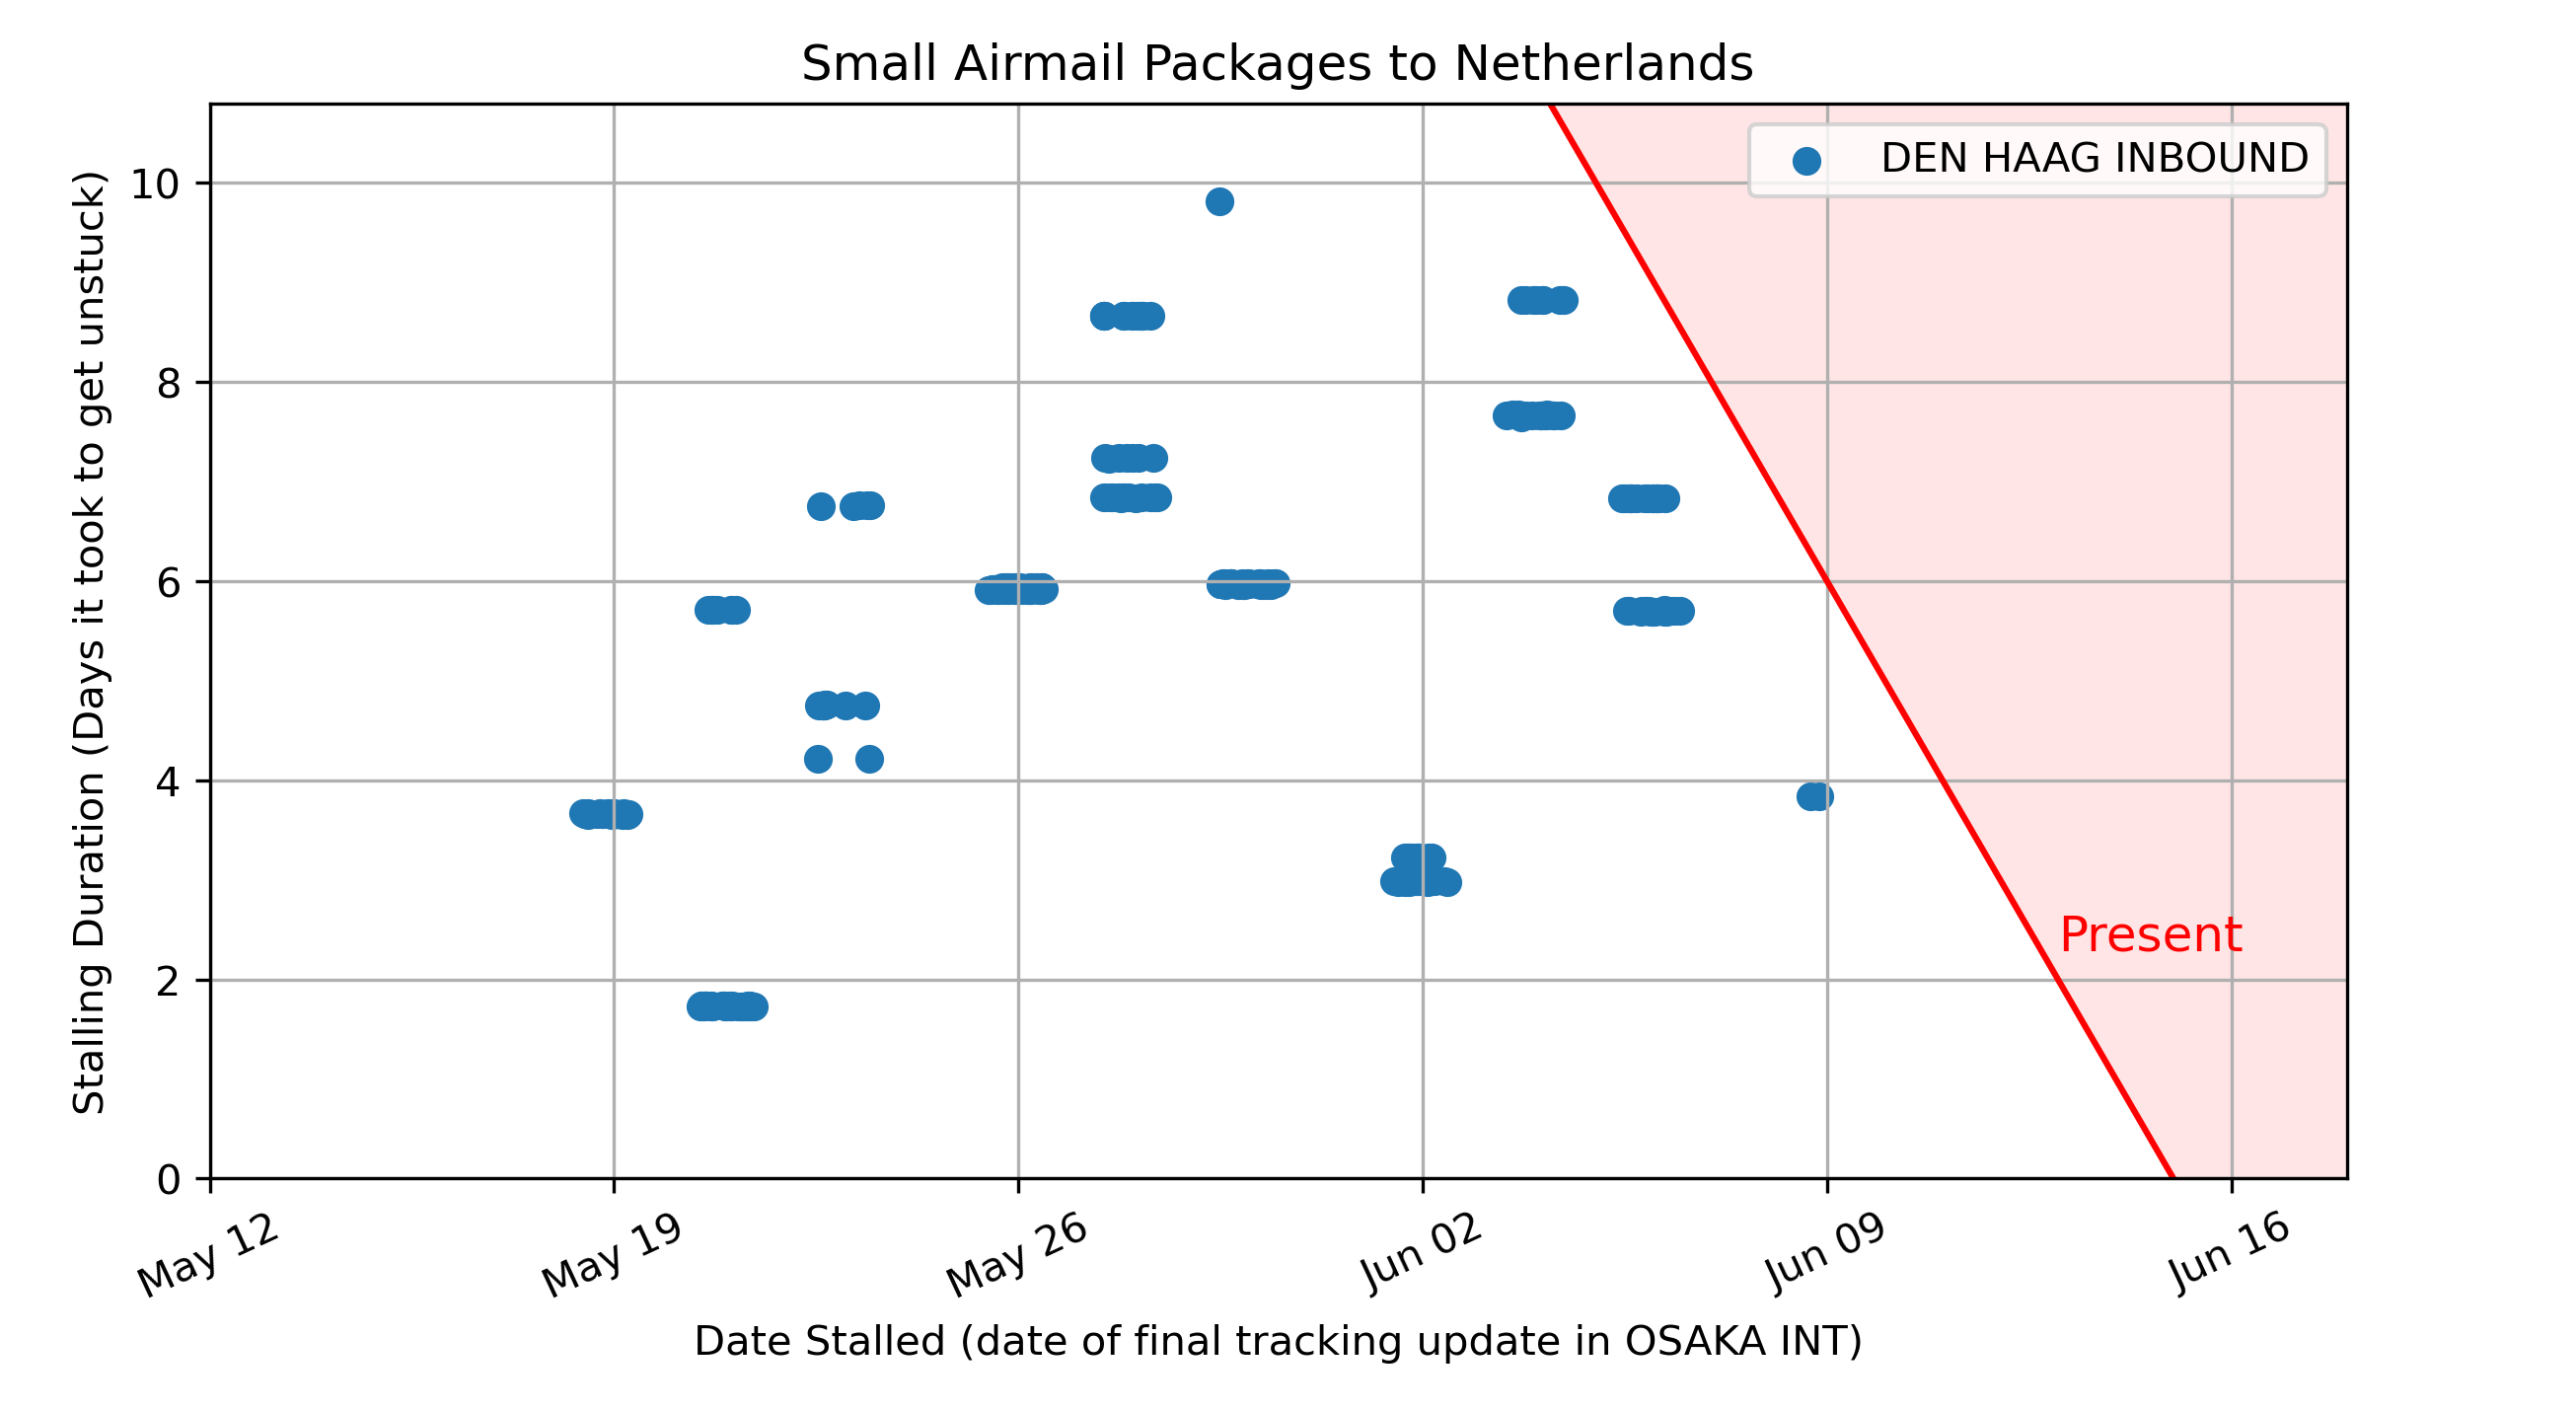 Small Airmail Packages to Netherlands
DEN HAAG INBOUND
Stalling Duration (Days it took to get unstuck)
10
8
6
4
2
0
Present
May 12
May 19
May 26
Jun 02
Jun 09
Jun 16
Date Stalled (date of final tracking update in OSAKA INT)